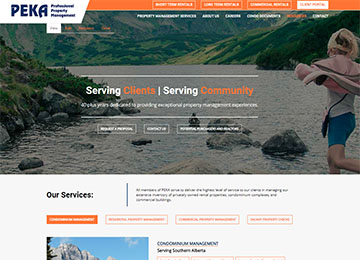 PEKA Professional Property Management
SHORT TERM RENTALS LONG TERM RENTALS COMMERCIAL RENTALS CLIENT PORTAL
PROPERTY MANAGEMENT SERVICES ABOUT US CAREERS CONDO DOCUMENTS CONTACT
Serving Clients | Serving Community
40 plus years dedicated to providing exceptional property management experiences.
REQUEST A PROPOSAL CONTACT US POTENTIAL PURCHASERS AND REALTORS
Our Services:
All members of PEKA strive to deliver the highest level of service to our clients in managing our
extensive inventory of privately owned rental properties, condominium complexes, and
commercial buildings.
CONDOMINIUM MANAGEMENT RESIDENTIAL PROPERTY MANAGEMENT COMMERCIAL PROPERTY MANAGEMENT VACANT PROPERTY CHECKS
CONDOMINIUM MANAGEMENT
Serving Southern Alberta